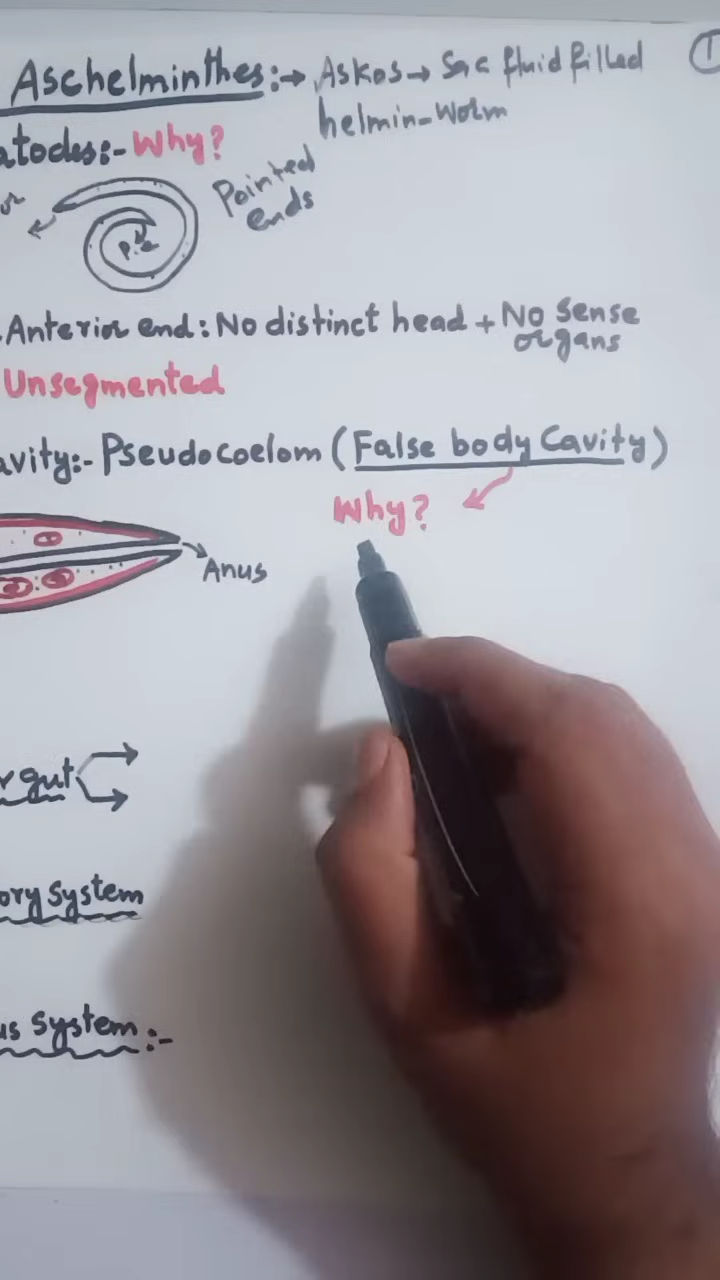 Aschelminthes:→ Askos→ Sac fluid filled
helmin-Worm
atodes:- Why?
Pointed
ends
P.e
Anterior end: No distinct head + No Sense
organs
Unsegmented
avity:- Pseudocoelom (False body Cavity)
Why?
Anus
gut
ory System
us System:-